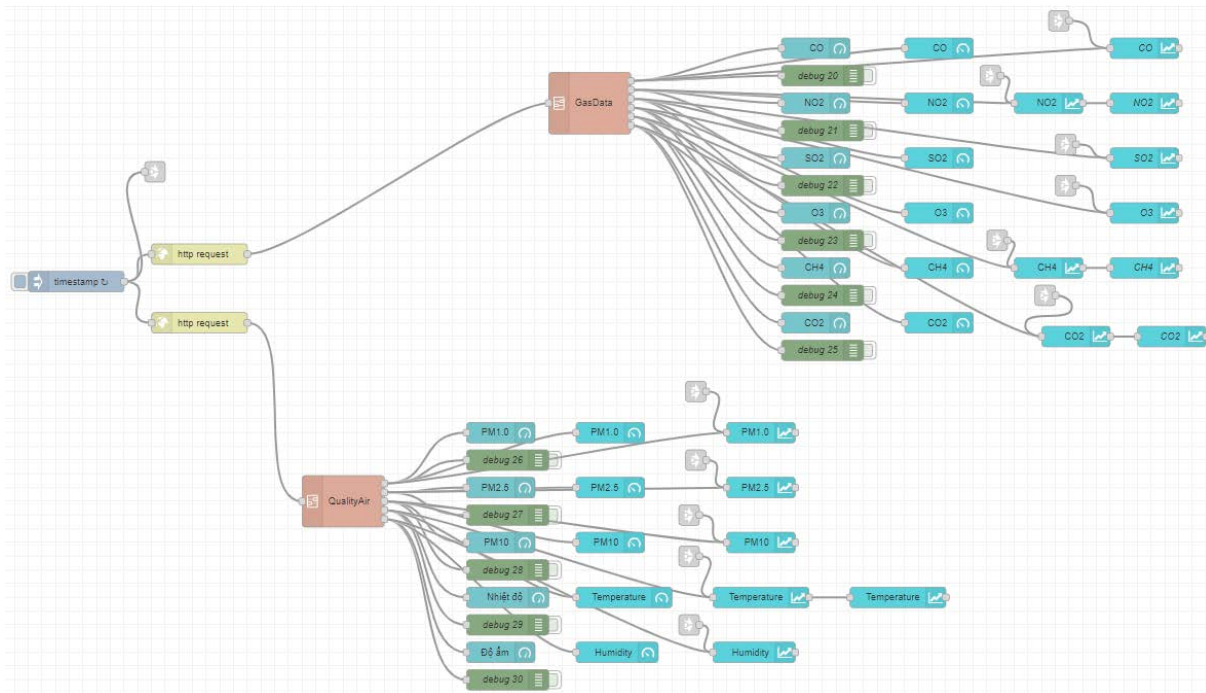 CO
CO
CO
debug 20
GasData
NO2
NO2
NO2
NO2
debug 21
SO2
SO2
SO2
debug 22
O3
O3
O3
debug 23
http request
CH4
CH4
CH4
CH4
timestamp ↻
debug 24
CO2
CO2
http request
CO2
CO2
debug 25
PM1.0
PM1.0
PM1.0
debug 26
PM2.5
PM2.5
PM2.5
QualityAir
debug 27
PM10
PM10
PM10
debug 28
Nhiệt độ
Temperature
Temperature
Temperature
debug 29
Độ ẩm
Humidity
Humidity
debug 30